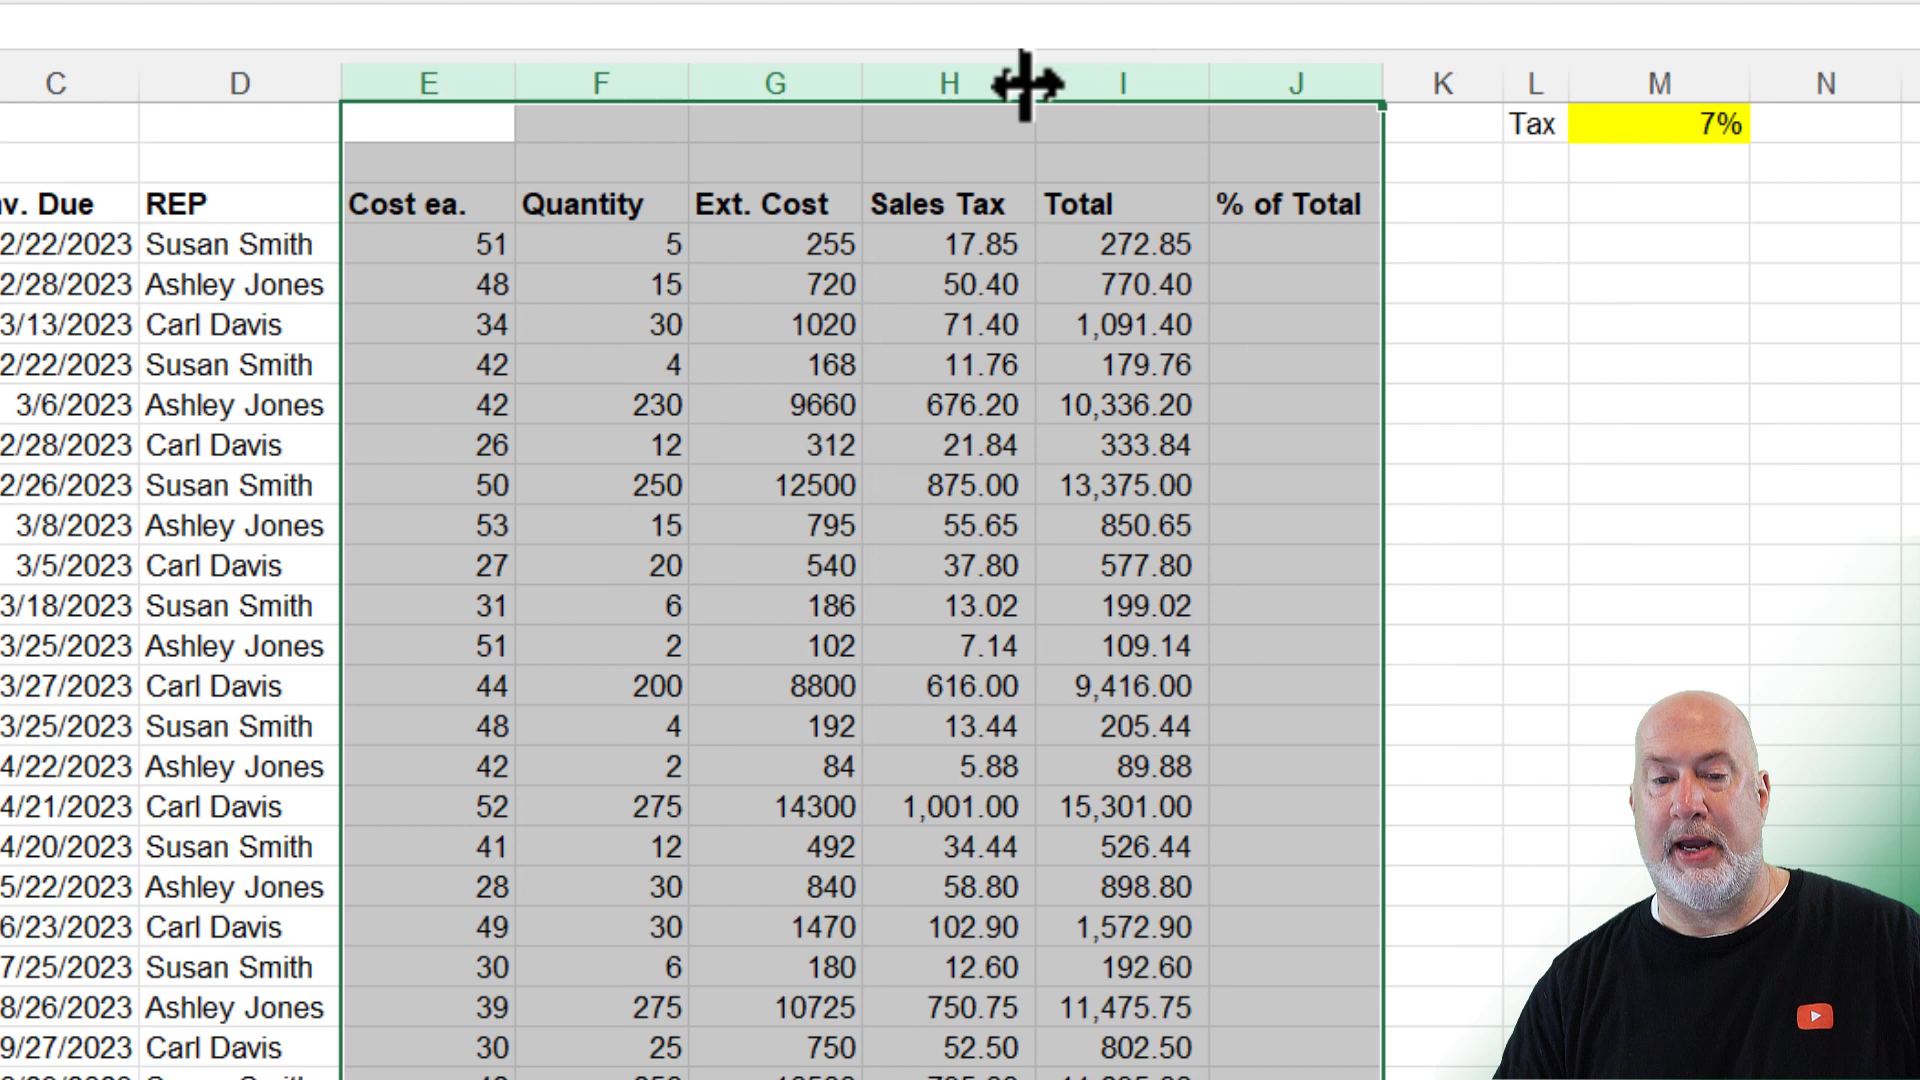 C D E F G H I J K L M N
Tax 7%
v. Due REP Cost ea. Quantity Ext. Cost Sales Tax Total % of Total
2/22/2023 Susan Smith 51 5 255 17.85 272.85
2/28/2023 Ashley Jones 48 15 720 50.40 770.40
3/13/2023 Carl Davis 34 30 1020 71.40 1,091.40
2/22/2023 Susan Smith 42 4 168 11.76 179.76
3/6/2023 Ashley Jones 42 230 9660 676.20 10,336.20
2/28/2023 Carl Davis 26 12 312 21.84 333.84
2/26/2023 Susan Smith 50 250 12500 875.00 13,375.00
3/8/2023 Ashley Jones 53 15 795 55.65 850.65
3/5/2023 Carl Davis 27 20 540 37.80 577.80
3/18/2023 Susan Smith 31 6 186 13.02 199.02
3/25/2023 Ashley Jones 51 2 102 7.14 109.14
3/27/2023 Carl Davis 44 200 8800 616.00 9,416.00
3/25/2023 Susan Smith 48 4 192 13.44 205.44
4/22/2023 Ashley Jones 42 2 84 5.88 89.88
4/21/2023 Carl Davis 52 275 14300 1,001.00 15,301.00
4/20/2023 Susan Smith 41 12 492 34.44 526.44
5/22/2023 Ashley Jones 28 30 840 58.80 898.80
6/23/2023 Carl Davis 49 30 1470 102.90 1,572.90
7/25/2023 Susan Smith 30 6 180 12.60 192.60
8/26/2023 Ashley Jones 39 275 10725 750.75 11,475.75
9/27/2023 Carl Davis 30 25 750 52.50 802.50